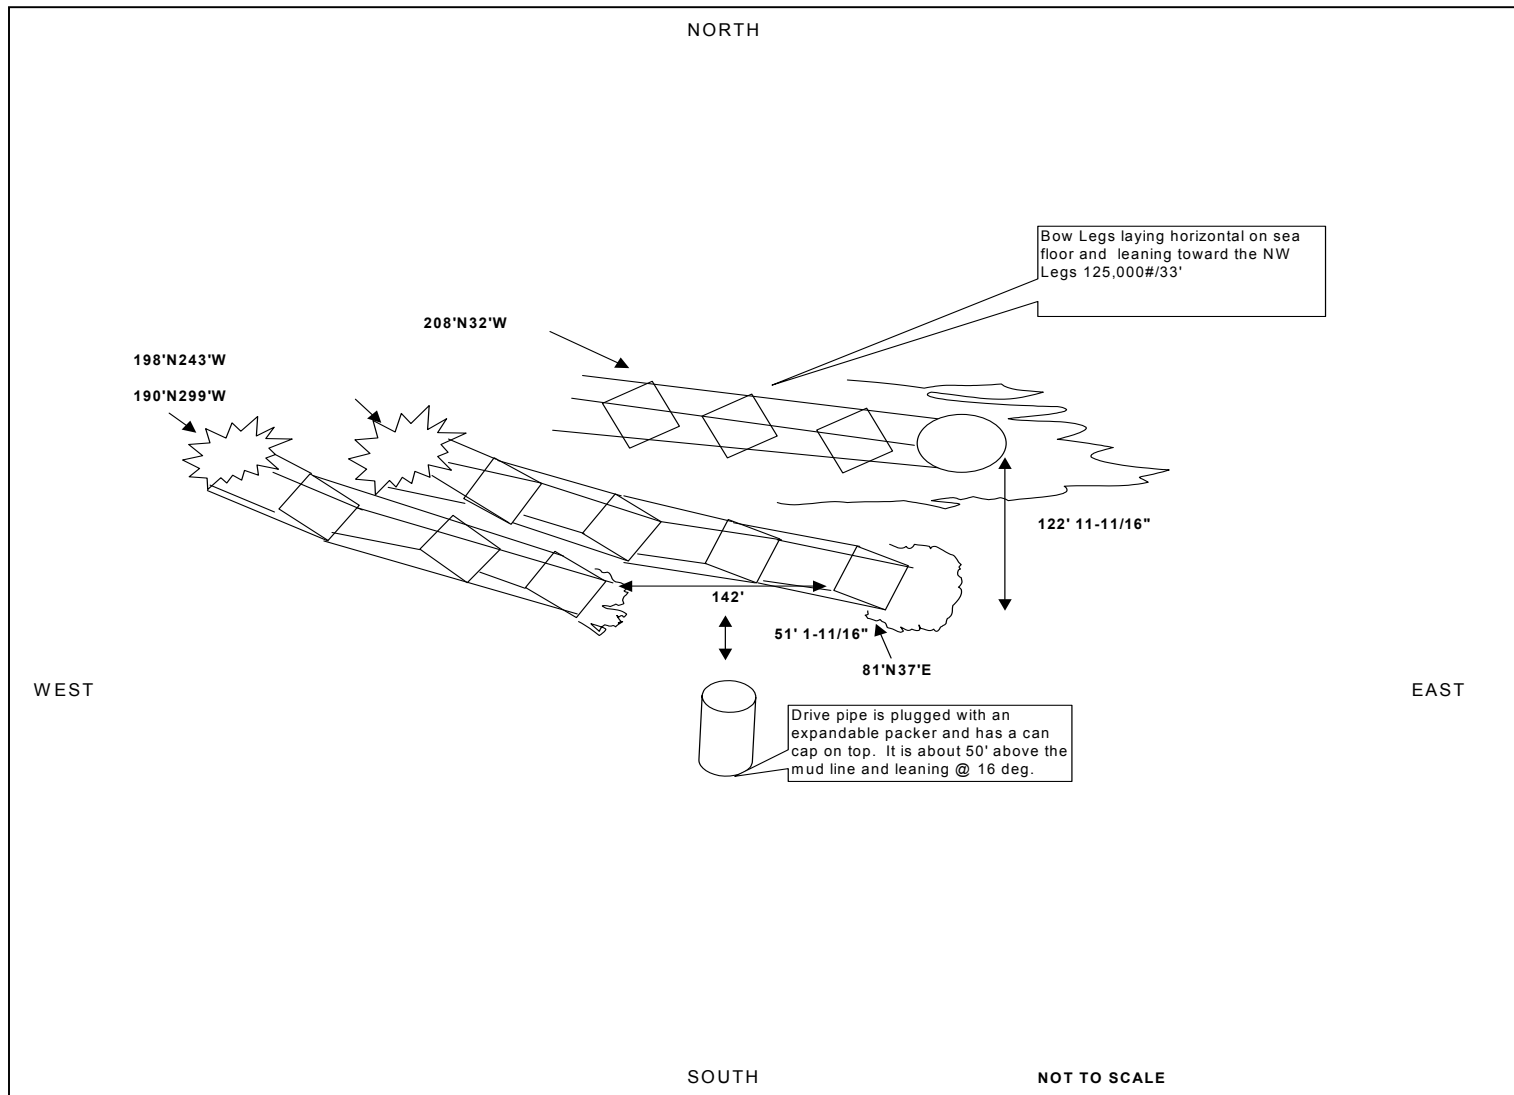 NORTH
Bow Legs laying horizontal on sea
floor and leaning toward the NW
Legs 125,000#/33'
208'N32'W
198'N243'W
190'N299'W
122' 11-11/16"
142'
51' 1-11/16"
81'N37'E
WEST
EAST
Drive pipe is plugged with an
expandable packer and has a can
cap on top. It is about 50' above the
mud line and leaning @ 16 deg.
SOUTH
NOT TO SCALE